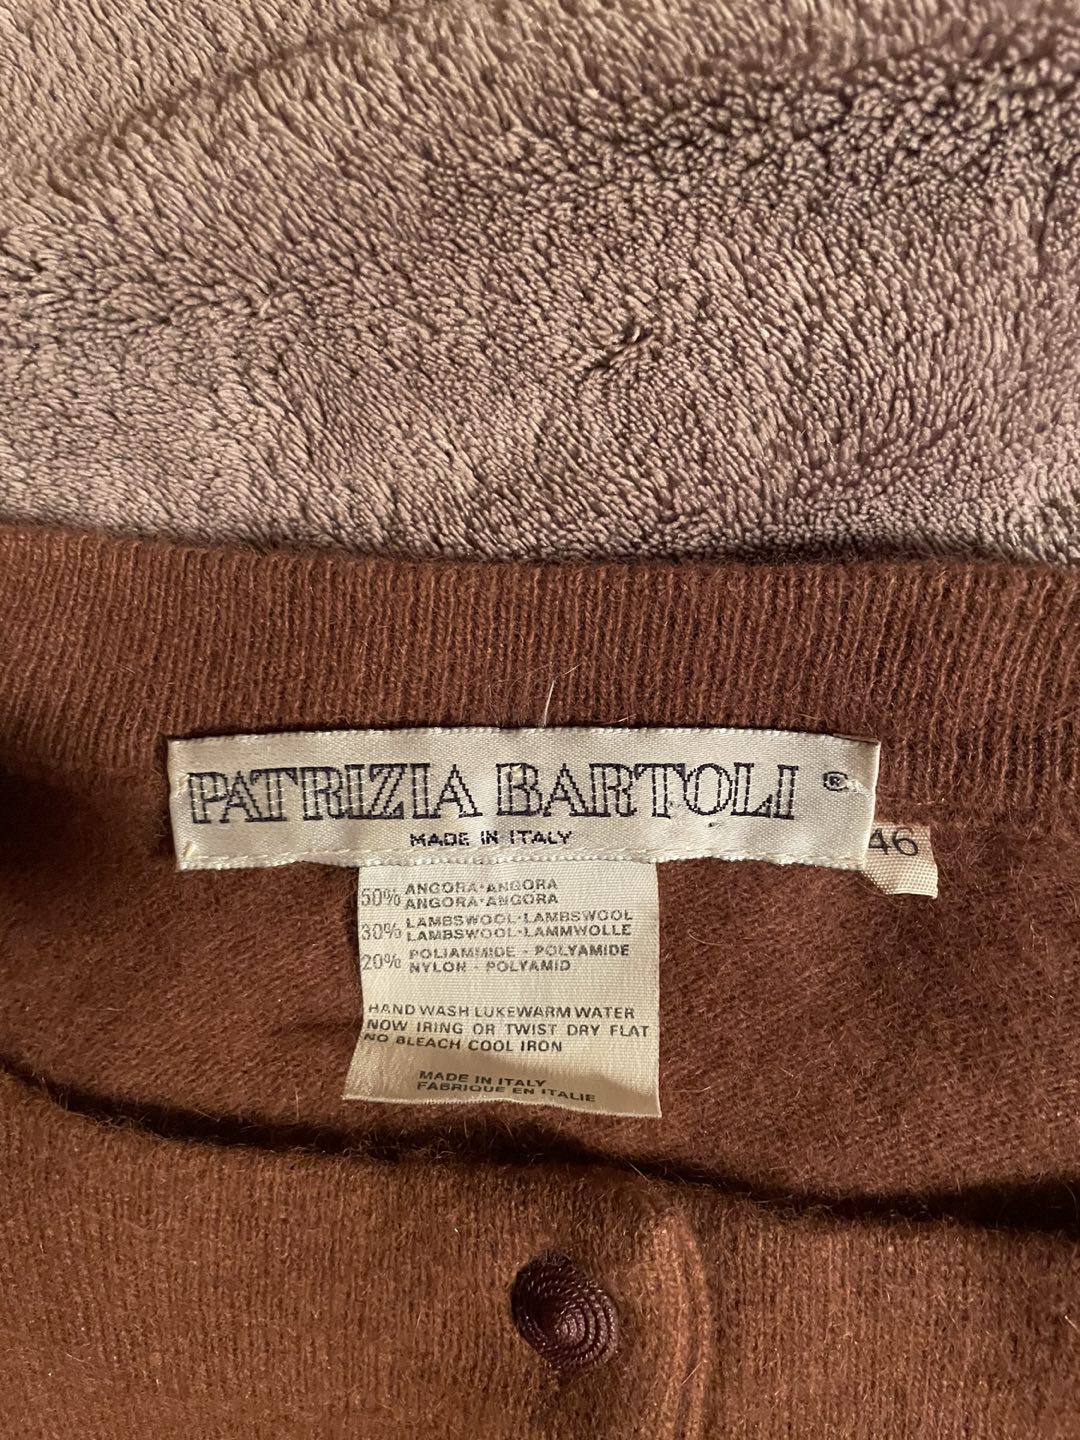 PATRIZIA BARTOLI ®
MADE IN ITALY
46
50% ANGORA·ANGORA
ANGORA·ANGORA
30% LAMBSWOOL·LAMBSWOOL
LAMBSWOOL·LAMMWOLLE
20% POLIAMMIDE - POLYAMIDE
NYLON - POLYAMID
HAND WASH LUKEWARM WATER
NOW IRING OR TWIST DRY FLAT
NO BLEACH COOL IRON
MADE IN ITALY
FABRIQUE EN ITALIE